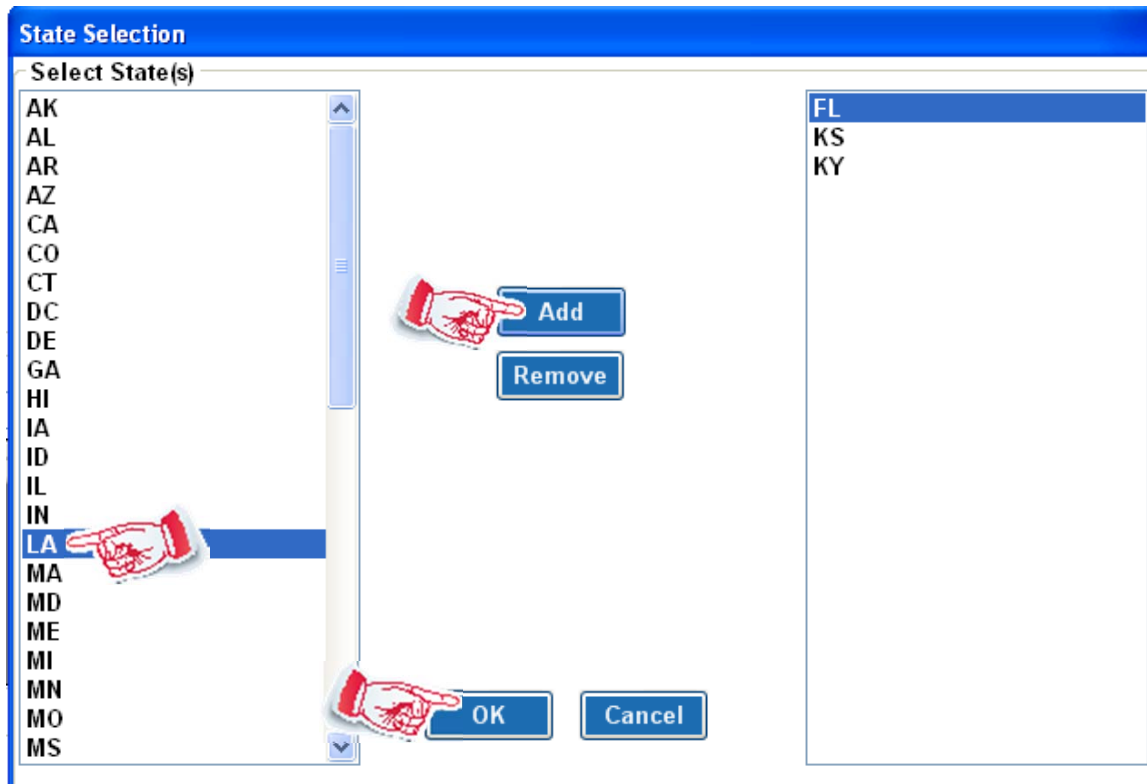 State Selection
Select State(s)
AK
AL
AR
AZ
CA
CO
CT
DC
DE
GA
HI
IA
ID
IL
IN
LA
MA
MD
ME
MI
MN
MO
MS
Add
Remove
FL
KS
KY
OK
Cancel